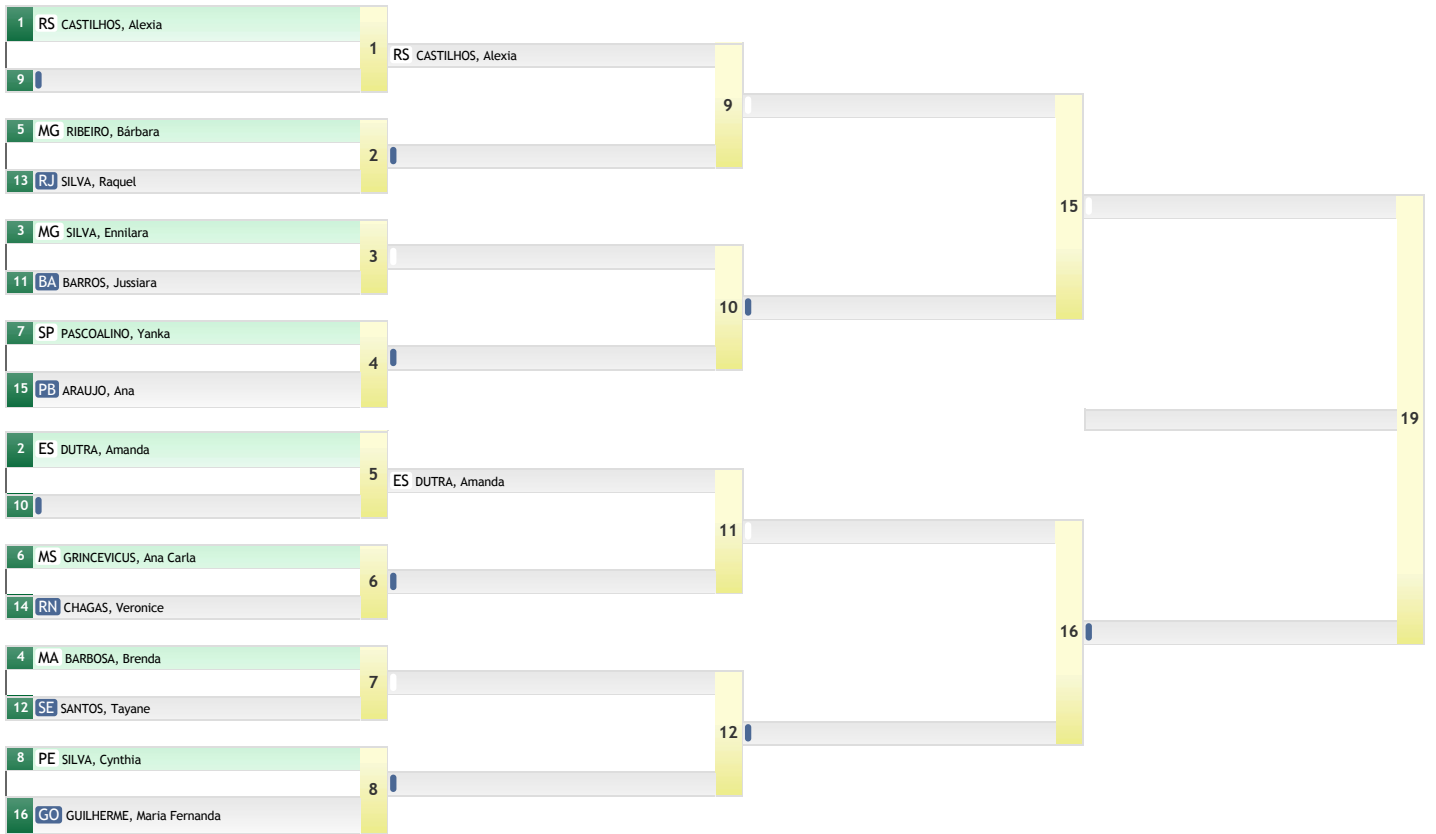 1 RS CASTILHOS, Alexia
9
1
5 MG RIBEIRO, Bárbara
13 RJ SILVA, Raquel
2
3 MG SILVA, Ennilara
11 BA BARROS, Jussiara
3
7 SP PASCOALINO, Yanka
15 PB ARAUJO, Ana
4
2 ES DUTRA, Amanda
10
5
6 MS GRINCEVICUS, Ana Carla
14 RN CHAGAS, Veronice
6
4 MA BARBOSA, Brenda
12 SE SANTOS, Tayane
7
8 PE SILVA, Cynthia
16 GO GUILHERME, Maria Fernanda
8
RS CASTILHOS, Alexia
9
10
ES DUTRA, Amanda
11
12
15
16
19